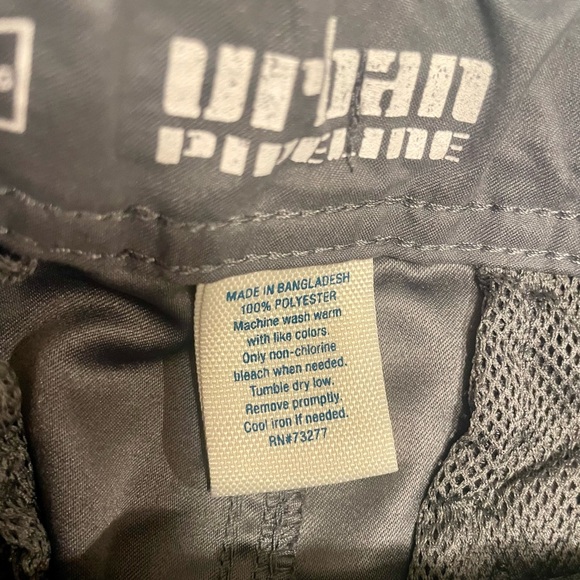 urban
PIPELINE
MADE IN BANGLADESH
100% POLYESTER
Machine wash warm
with like colors.
Only non-chlorine
bleach when needed.
Tumble dry low.
Remove promptly.
Cool iron if needed.
RN#73277